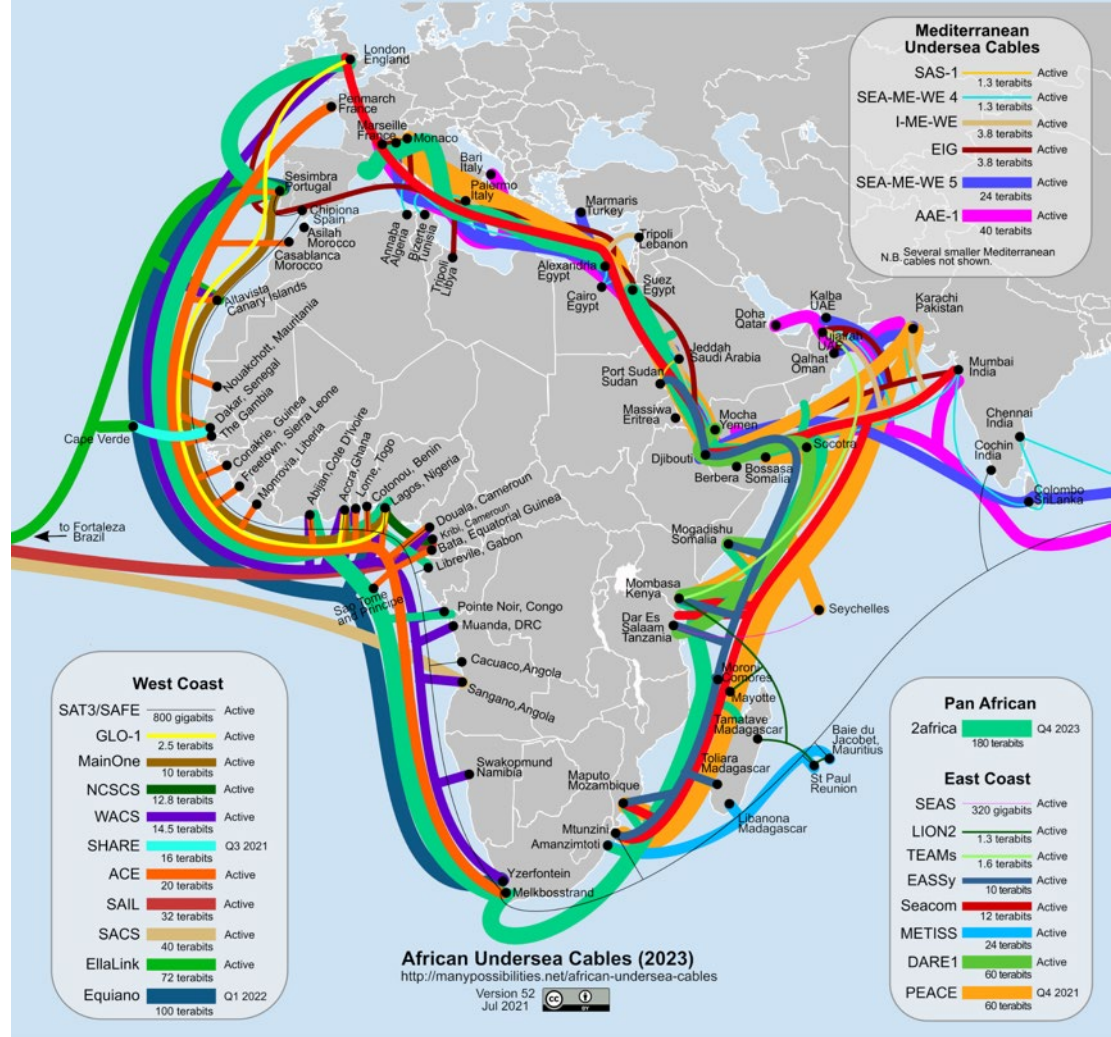 London
England
Penmarch
France
Marseille
France
Monaco
Bari
Italy
Palermo
Italy
Sesimbra
Portugal
Chipiona
Spain
Asilah
Morocco
Casablanca
Morocco
Annaba
Algeria
Bizerte
Tunisia
Tripoli
Libya
Marmaris
Turkey
Tripoli
Lebanon
Alexandria
Egypt
Cairo
Egypt
Suez
Egypt
Altavista
Canary Islands
Nouakchott, Mauritania
Dakar, Senegal
The Gambia
Cape Verde
Conakrie, Guinea
Freetown, Sierra Leone
Monrovia, Liberia
Abijan,Cote D'Ivoire
Accra,Ghana
Lome, Togo
Cotonou, Benin
Lagos, Nigeria
Doualla, Cameroun
Kribi, Cameroun
Bata, Equatorial Guinea
Libreville, Gabon
Sao Tome
and Principe
to Fortaleza
Brazil
Pointe Noir, Congo
Muanda, DRC
Cacuaco,Angola
Sangano,Angola
Swakopmund
Namibia
Yzerfontein
Melkbosstrand
Doha
Qatar
Kalba
UAE
Fujairah
UAE
Qalhat
Oman
Karachi
Pakistan
Mumbai
India
Chennai
India
Cochin
India
Colombo
SriLanka
Jeddah
Saudi Arabia
Port Sudan
Sudan
Massiwa
Eritrea
Mocha
Yemen
Djibouti
Berbera
Bossasa
Somalia
Socotra
Mogadishu
Somalia
Mombasa
Kenya
Dar Es
Salaam
Tanzania
Seychelles
Moroni
Comores
Mayotte
Tamatave
Madagascar
Toliara
Madagascar
Libanona
Madagascar
Baie du
Jacobet,
Mauritius
St Paul
Reunion
Maputo
Mozambique
Mtunzini
Amanzimtoti
Mediterranean
Undersea Cables
SAS-1 Active
1.3 terabits
SEA-ME-WE 4 Active
1.3 terabits
I-ME-WE Active
3.8 terabits
EIG Active
3.8 terabits
SEA-ME-WE 5 Active
24 terabits
AAE-1 Active
40 terabits
N.B. Several smaller Mediterranean
cables not shown.
West Coast
SAT3/SAFE Active
800 gigabits
GLO-1 Active
2.5 terabits
MainOne Active
10 terabits
NCSCS Active
12.8 terabits
WACS Active
14.5 terabits
SHARE Q3 2021
16 terabits
ACE Active
20 terabits
SAIL Active
32 terabits
SACS Active
40 terabits
EllaLink Active
72 terabits
Equiano Q1 2022
100 terabits
Pan African
2africa Q4 2023
180 terabits
East Coast
SEAS Active
320 gigabits
LION2 Active
1.3 terabits
TEAMs Active
1.6 terabits
EASSy Active
10 terabits
Seacom Active
12 terabits
METISS Active
24 terabits
DARE1 Active
60 terabits
PEACE Q4 2021
60 terabits
African Undersea Cables (2023)
http://manypossibilities.net/african-undersea-cables
Version 52
Jul 2021
cc
BY